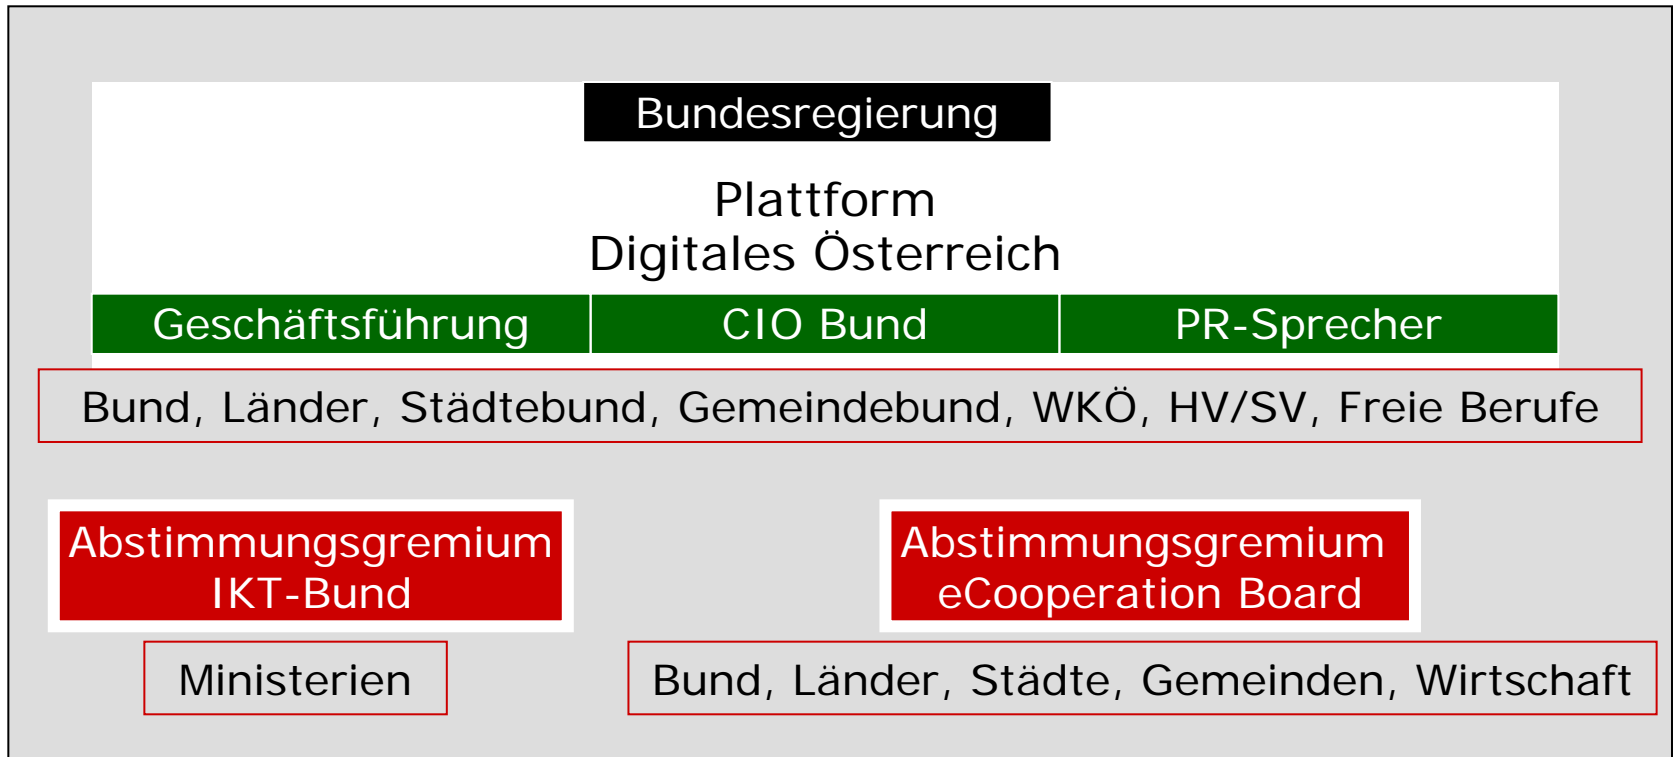 Bundesregierung
Plattform
Digitales Österreich
Geschäftsführung
CIO Bund
PR-Sprecher
Bund, Länder, Städtebund, Gemeindebund, WKÖ, HV/SV, Freie Berufe
Abstimmungsgremium
IKT-Bund
Ministerien
Abstimmungsgremium
eCooperation Board
Bund, Länder, Städte, Gemeinden, Wirtschaft